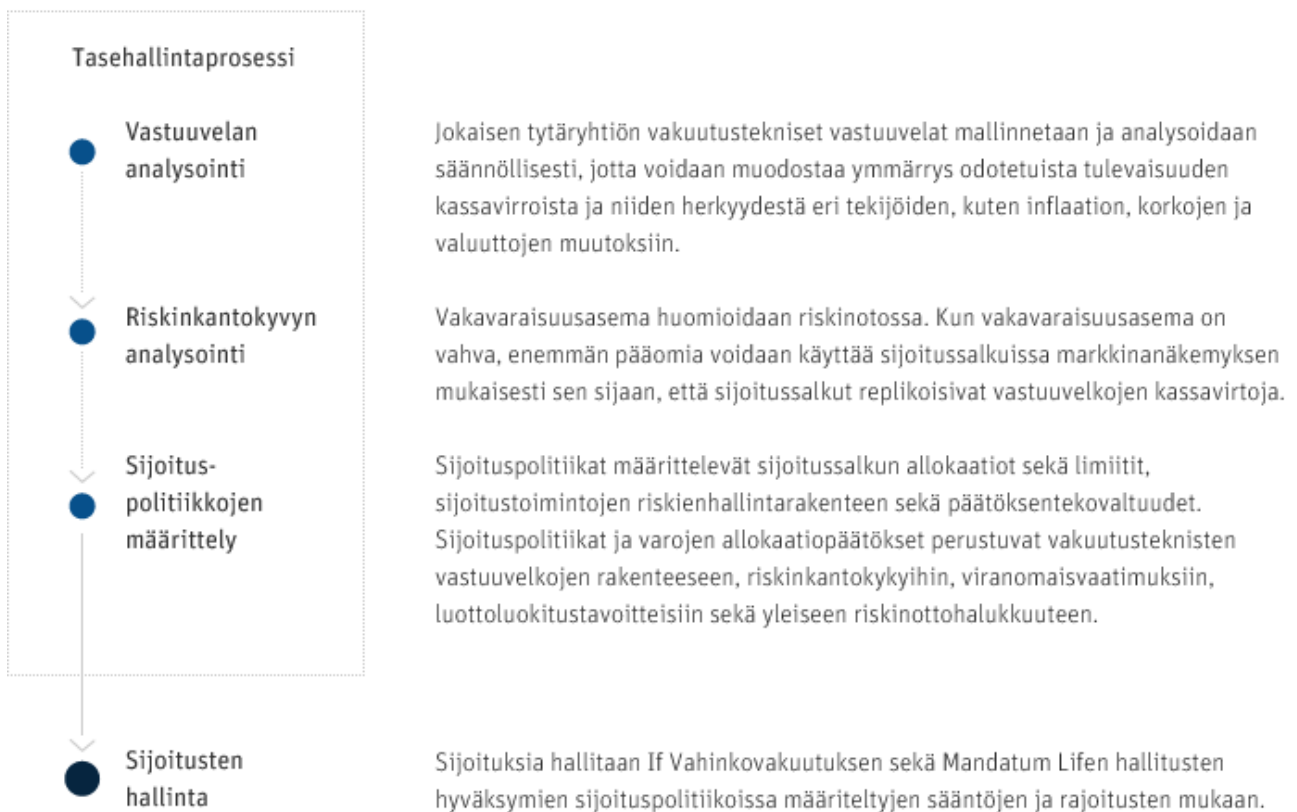 Tasehallintaprosessi
Vastuuvelan
analysointi
Jokaisen tytäryhtiön vakuutustekniset vastuuvelat mallinnetaan ja analysoidaan
säännöllisesti, jotta voidaan muodostaa ymmärrys odotetuista tulevaisuuden
kassavirroista ja niiden herkyydestä eri tekijöiden, kuten inflaation, korkojen ja
valuuttojen muutoksiin.
Riskinkantokyvyn
analysointi
Vakavaraisuusasema huomioidaan riskinotossa. Kun vakavaraisuusasema on
vahva, enemmän pääomia voidaan käyttää sijoitussalkuissa markkinanäkemyksen
mukaisesti sen sijaan, että sijoitussalkut replikoisivat vastuuvelkojen kassavirtoja.
Sijoitus-
politiikkojen
määrittely
Sijoituspolitiikat määrittelevät sijoitussalkun allokaatiot sekä limiitit,
sijoitustoimintojen riskienhallintarakenteen sekä päätöksentekovaltuudet.
Sijoituspolitiikat ja varojen allokaatiopäätökset perustuvat vakuutusteknisten
vastuuvelkojen rakenteeseen, riskinkantokykyihin, viranomaisvaatimuksiin,
luottoluokitustavoitteisiin sekä yleiseen riskinottohalukkuuteen.
Sijoitusten
hallinta
Sijoituksia hallitaan If Vahinkovakuutuksen sekä Mandatum Lifen hallitusten
hyväksymien sijoituspolitiikoissa määriteltyjen sääntöjen ja rajoitusten mukaan.